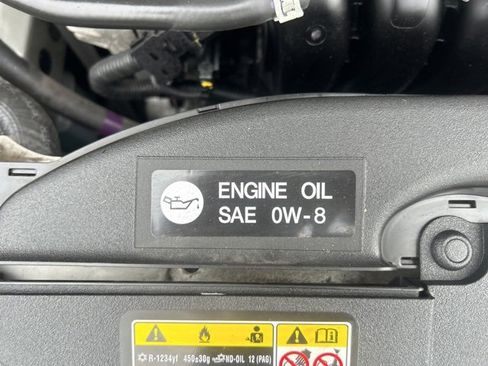 ENGINE OIL
SAE 0W-8
R-1234yf 450±30g ND-OIL 12 (PAG)